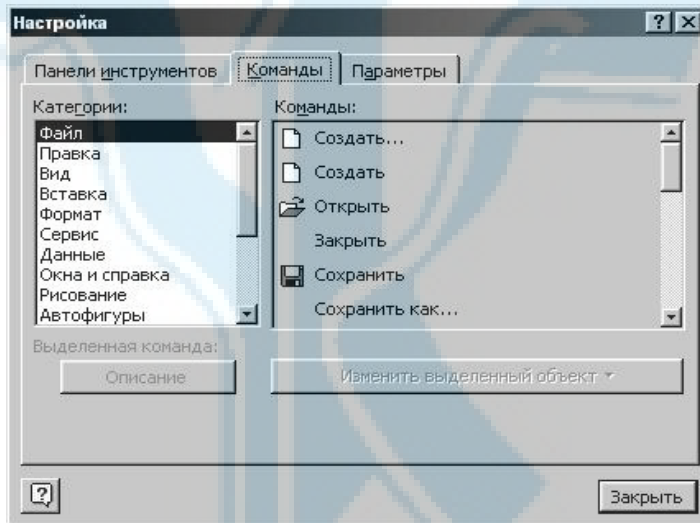 Настройка
Панели инструментов Команды Параметры
Категории: Команды:
Файл
Правка
Вид
Вставка
Формат
Сервис
Данные
Окна и справка
Рисование
Автофигуры
Создать...
Создать
Открыть
Закрыть
Сохранить
Сохранить как...
Выделенная команда:
Описание Изменить выделенный объект
Закрыть